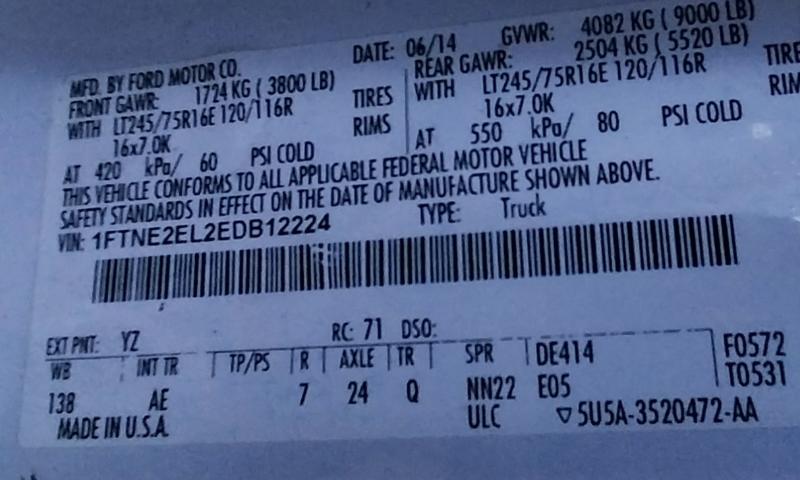 MFD. BY FORD MOTOR CO. DATE: 06/14 GVWR: 4082 KG ( 9000 LB)
FRONT GAWR: 1724 KG ( 3800 LB) REAR GAWR: 2504 KG ( 5520 LB)
WITH LT245/75R16E 120/116R TIRES WITH LT245/75R16E 120/116R TIRE
16x7.0K RIMS 16x7.0K RIM
AT 420 kPa/ 60 PSI COLD AT 550 kPa/ 80 PSI COLD
THIS VEHICLE CONFORMS TO ALL APPLICABLE FEDERAL MOTOR VEHICLE
SAFETY STANDARDS IN EFFECT ON THE DATE OF MANUFACTURE SHOWN ABOVE.
VIN: 1FTNE2EL2EDB12224 TYPE: Truck
EXT PNT: YZ RC: 71 DSO:
WB INT TR TP/PS R AXLE TR SPR DE414 F0572
138 AE 7 24 Q NN22 E05 T0531
MADE IN U.S.A. ULC ▽5U5A-3520472-AA